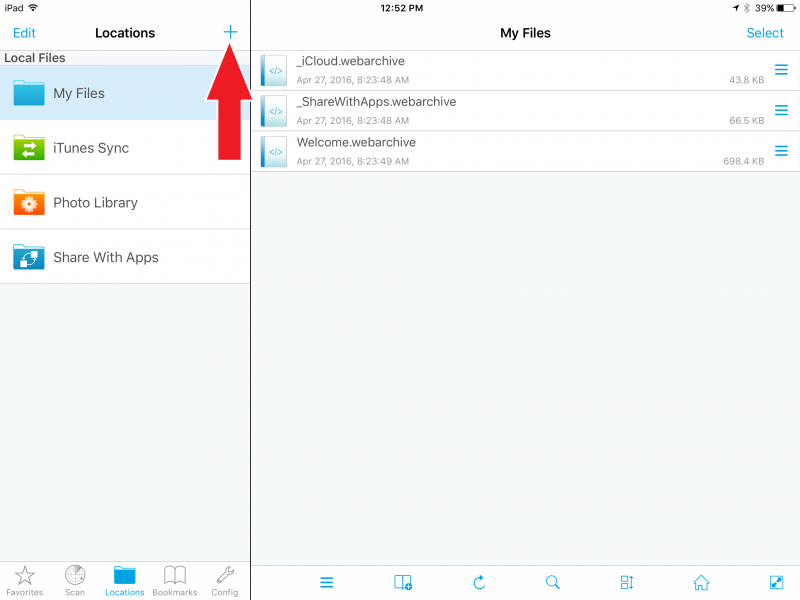 iPad 12:52 PM 39%
Edit Locations + My Files Select
Local Files
My Files
iTunes Sync
Photo Library
Share With Apps
_iCloud.webarchive
Apr 27, 2016, 8:23:48 AM 43.8 KB
_ShareWithApps.webarchive
Apr 27, 2016, 8:23:48 AM 66.5 KB
Welcome.webarchive
Apr 27, 2016, 8:23:49 AM 698.4 KB
Favorites Scan Locations Bookmarks Config